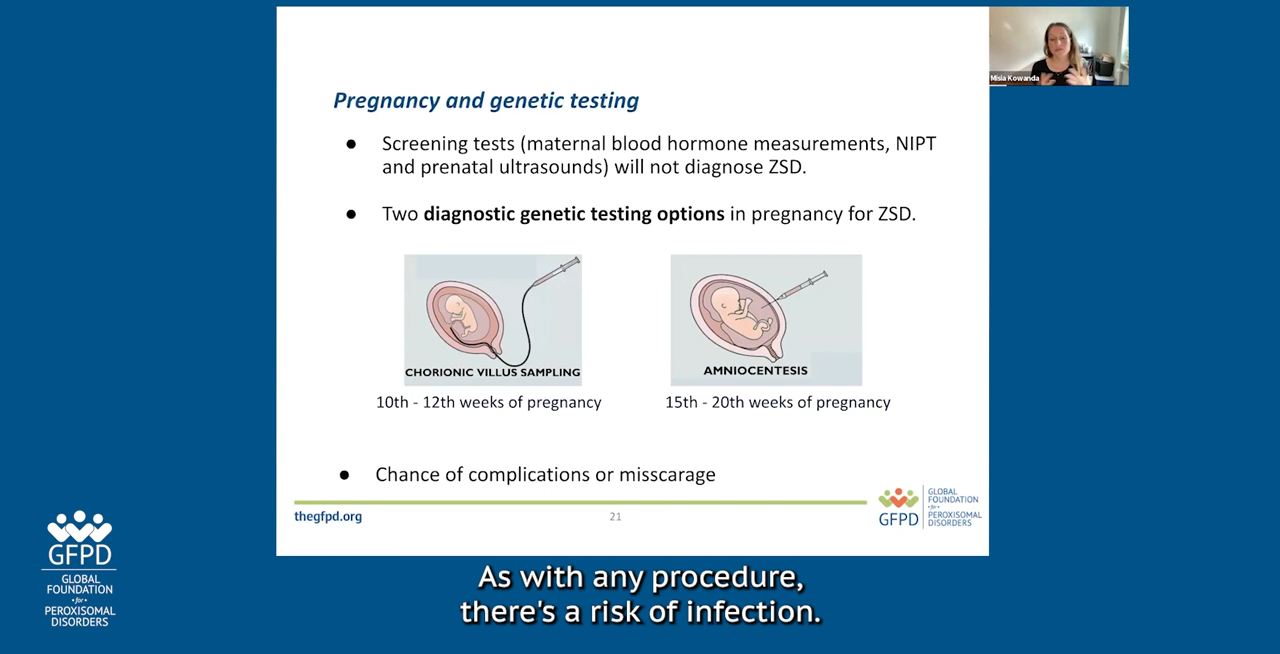 Misia Kowanda
Pregnancy and genetic testing
● Screening tests (maternal blood hormone measurements, NIPT
and prenatal ultrasounds) will not diagnose ZSD.
● Two diagnostic genetic testing options in pregnancy for ZSD.
CHORIONIC VILLUS SAMPLING
AMNIOCENTESIS
10th - 12th weeks of pregnancy
15th - 20th weeks of pregnancy
● Chance of complications or misscarage
thegfpd.org
21
GFPD
GLOBAL
FOUNDATION
for
PEROXISOMAL
DISORDERS
GFPD
GLOBAL
FOUNDATION
for
PEROXISOMAL
DISORDERS
As with any procedure,
there's a risk of infection.